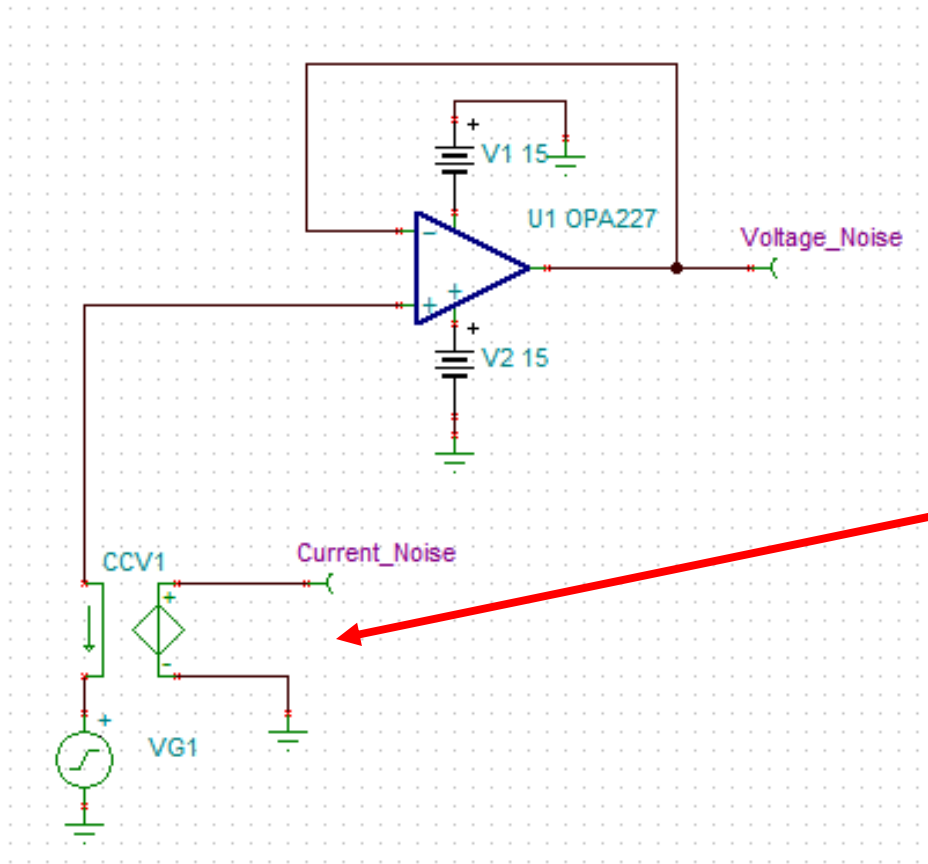 V1 15
U1 OPA227
Voltage_Noise
V2 15
CCV1
Current_Noise
VG1